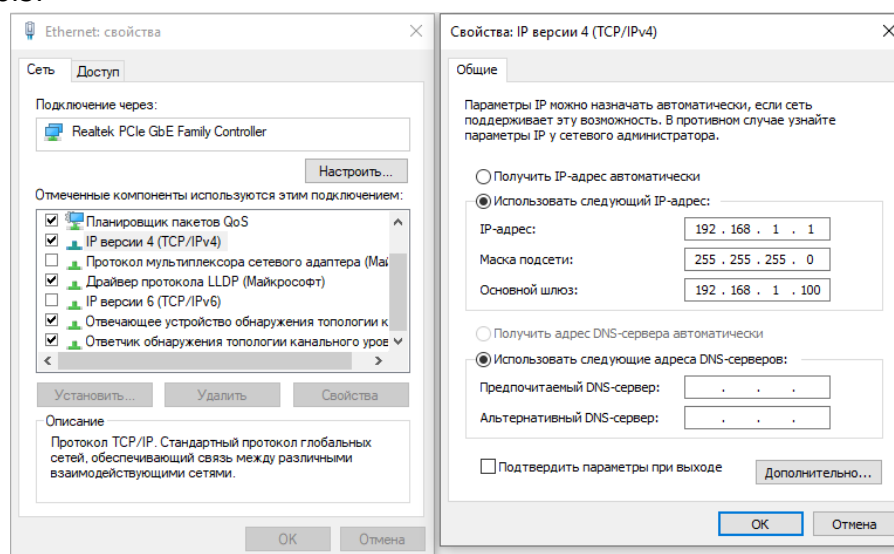 Ethernet: свойства
Сеть
Доступ
Подключение через:
Realtek PCIe GbE Family Controller
Настроить...
Отмеченные компоненты используются этим подключением:
Планировщик пакетов QoS
IP версии 4 (TCP/IPv4)
Протокол мультиплексора сетевого адаптера (Май
Драйвер протокола LLDP (Майкрософт)
IP версии 6 (TCP/IPv6)
Отвечающее устройство обнаружения топологии к
Ответчик обнаружения топологии канального уров
Установить...
Удалить
Свойства
Описание
Протокол TCP/IP. Стандартный протокол глобальных
сетей, обеспечивающий связь между различными
взаимодействующими сетями.
ОК
Отмена
Свойства: IP версии 4 (TCP/IPv4)
Общие
Параметры IP можно назначать автоматически, если сеть
поддерживает эту возможность. В противном случае узнайте
параметры IP у сетевого администратора.
Получить IP-адрес автоматически
Использовать следующий IP-адрес:
IP-адрес:
192 . 168 . 1 . 1
Маска подсети:
255 . 255 . 255 . 0
Основной шлюз:
192 . 168 . 1 . 100
Получить адрес DNS-сервера автоматически
Использовать следующие адреса DNS-серверов:
Предпочитаемый DNS-сервер:
. . .
Альтернативный DNS-сервер:
. . .
Подтвердить параметры при выходе
Дополнительно...
ОК
Отмена